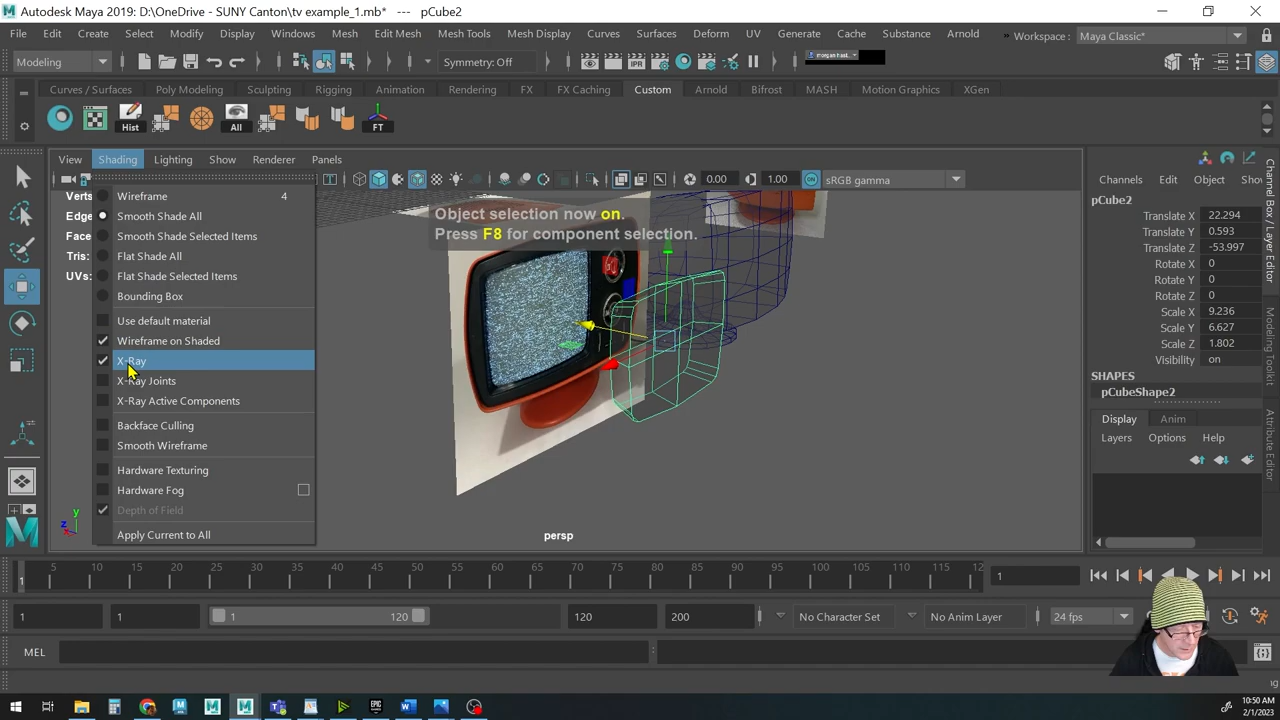 Autodesk Maya 2019: D:\OneDrive - SUNY Canton\tv example_1.mb* --- pCube2
File Edit Create Select Modify Display Windows Mesh Edit Mesh Mesh Tools Mesh Display Curves Surfaces Deform UV Generate Cache Substance Arnold » Workspace : Maya Classic*
Modeling Symmetry: Off
Curves / Surfaces Poly Modeling Sculpting Rigging Animation Rendering FX FX Caching Custom Arnold Bifrost MASH Motion Graphics XGen
Hist All FT
View Shading Lighting Show Renderer Panels
0.00 1.00 sRGB gamma
Verts
Edge
Face
Tris:
UVs:
Wireframe 4
Smooth Shade All
Smooth Shade Selected Items
Flat Shade All
Flat Shade Selected Items
Bounding Box
Use default material
Wireframe on Shaded
X-Ray
X-Ray Joints
X-Ray Active Components
Backface Culling
Smooth Wireframe
Hardware Texturing
Hardware Fog
Depth of Field
Apply Current to All
Object selection now on.
Press F8 for component selection.
y
z
x
persp
Channels Edit Object Show
pCube2
Translate X 22.294
Translate Y 0.593
Translate Z -53.997
Rotate X 0
Rotate Y 0
Rotate Z 0
Scale X 9.236
Scale Y 6.627
Scale Z 1.802
Visibility on
SHAPES
pCubeShape2
Display Anim
Layers Options Help
Channel Box / Layer Editor
Modeling Toolkit
Attribute Editor
1 5 10 15 20 25 30 35 40 45 50 55 60 65 70 75 80 85 90 95 100 105 110 115 12 1
1 1 1 120 120 200 No Character Set No Anim Layer 24 fps
MEL
10:50 AM
2/1/2023